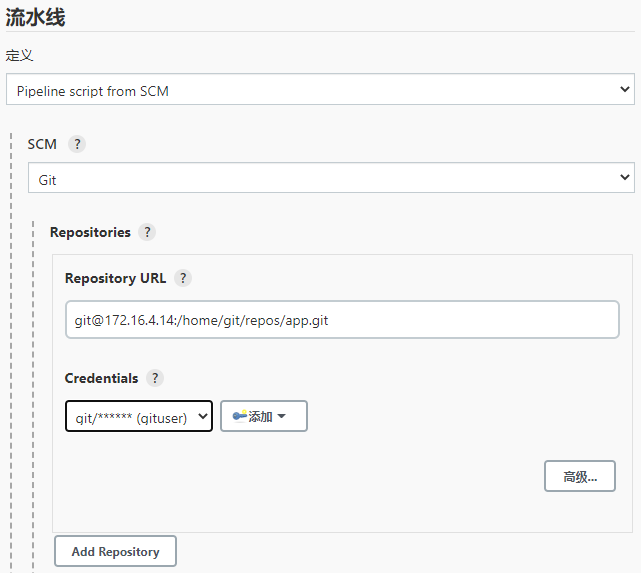 流水线
定义
Pipeline script from SCM
SCM ?
Git
Repositories ?
Repository URL ?
git@172.16.4.14:/home/git/repos/app.git
Credentials ?
git/****** (gituser)
添加
高级...
Add Repository